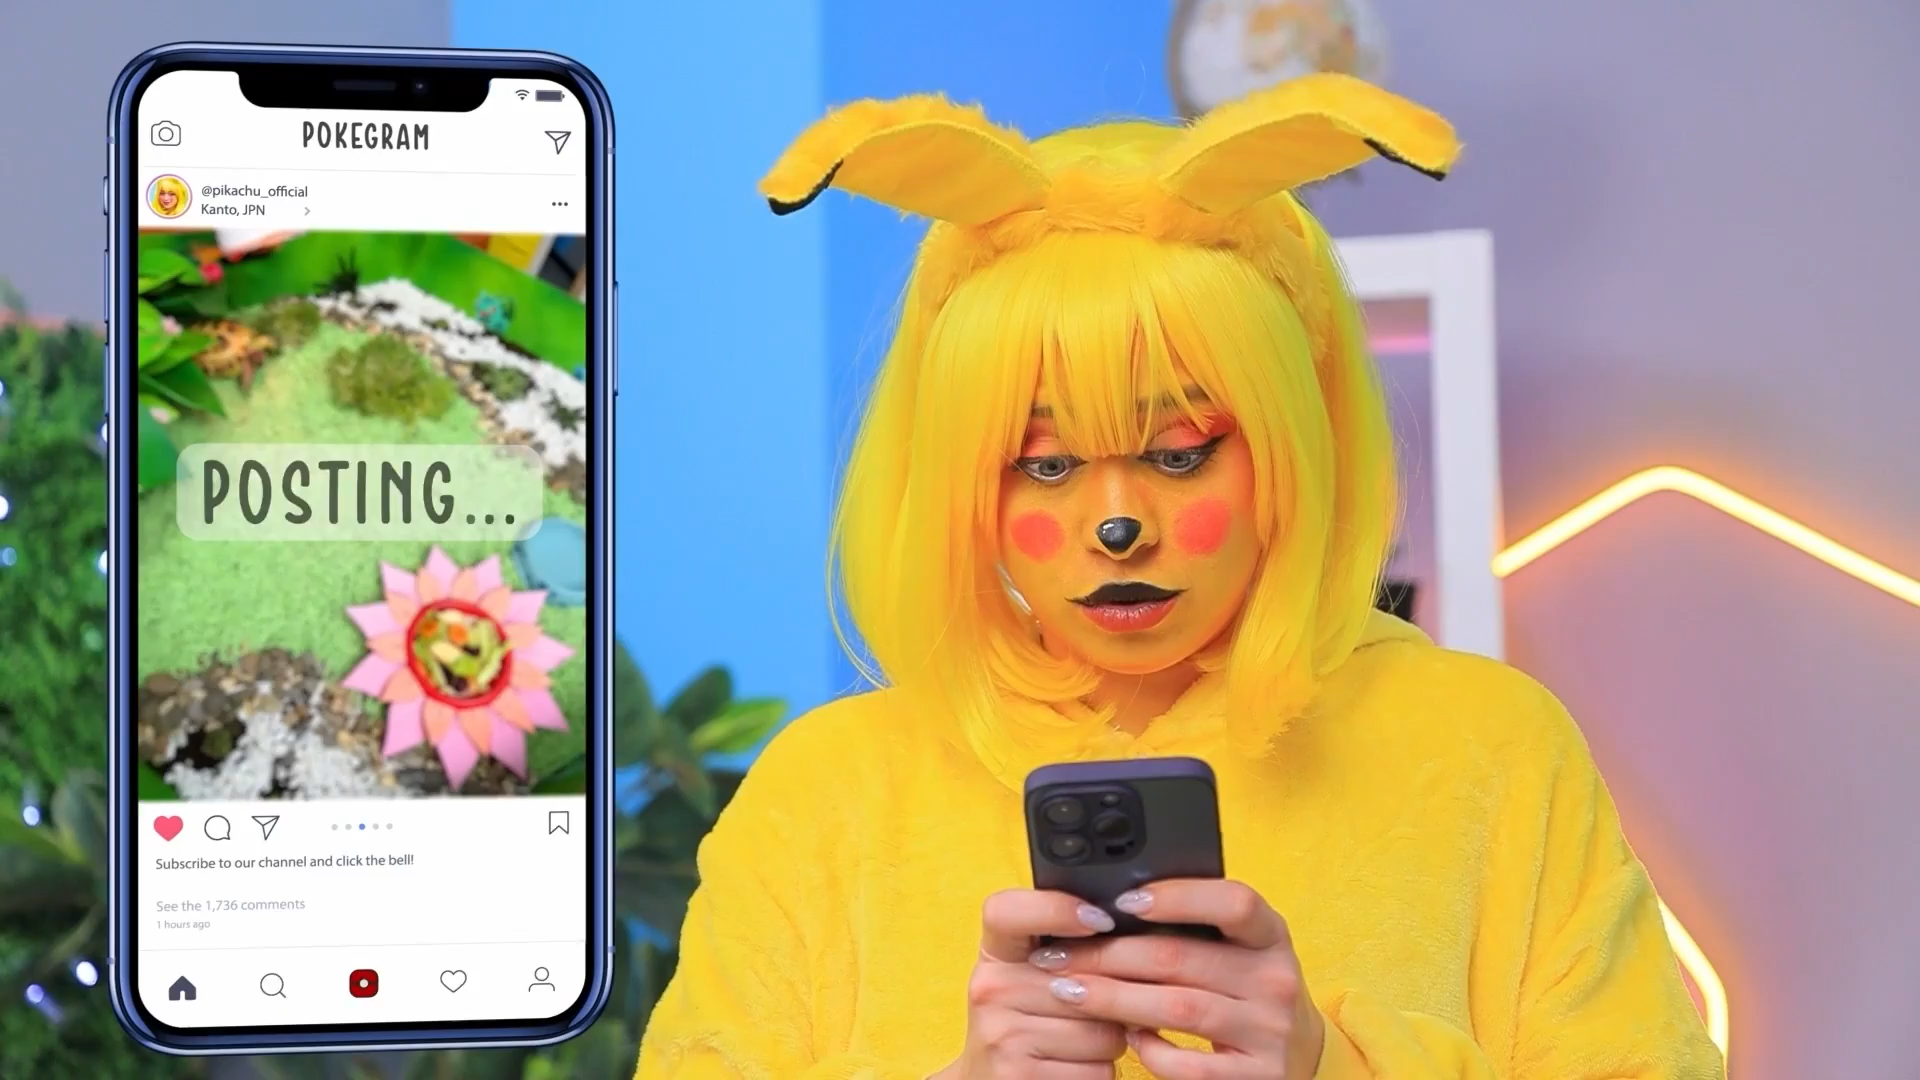 POKEGRAM
@pikachu_official
Kanto, JPN
POSTING...
Subscribe to our channel and click the bell!
See the 1,736 comments
1 hours ago